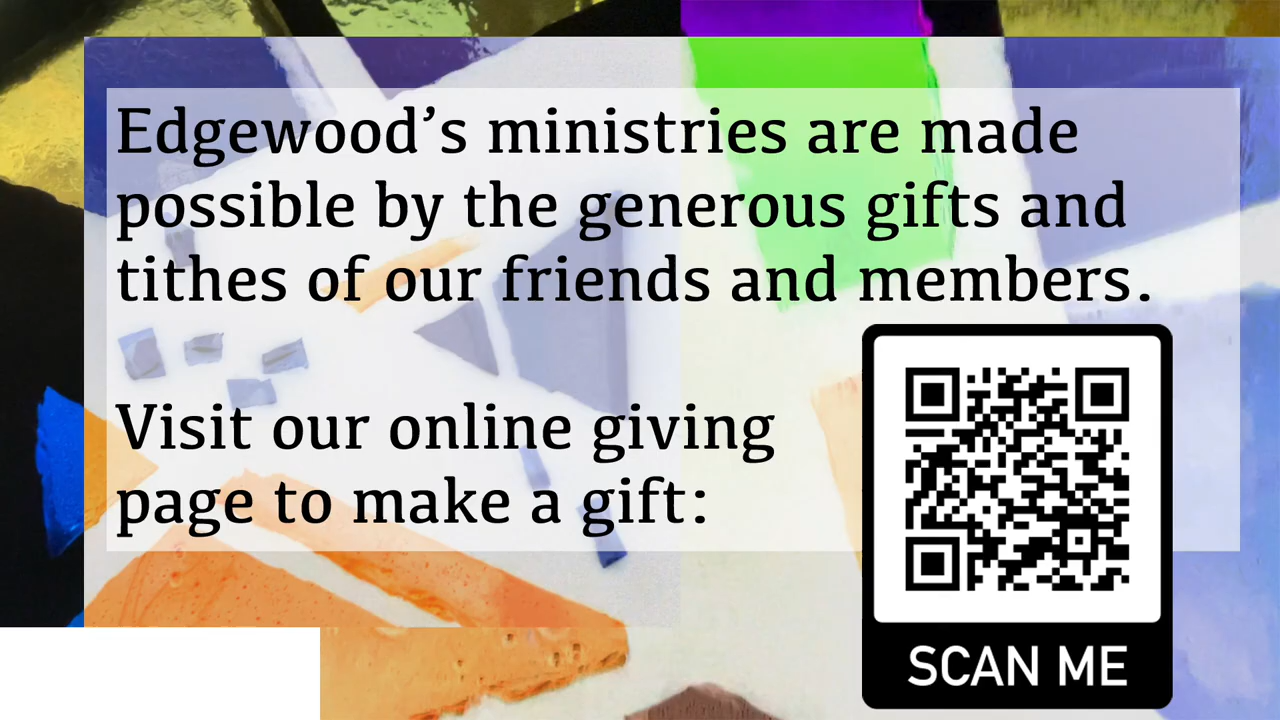 Edgewood’s ministries are made
possible by the generous gifts and
tithes of our friends and members.
Visit our online giving
page to make a gift:
SCAN ME